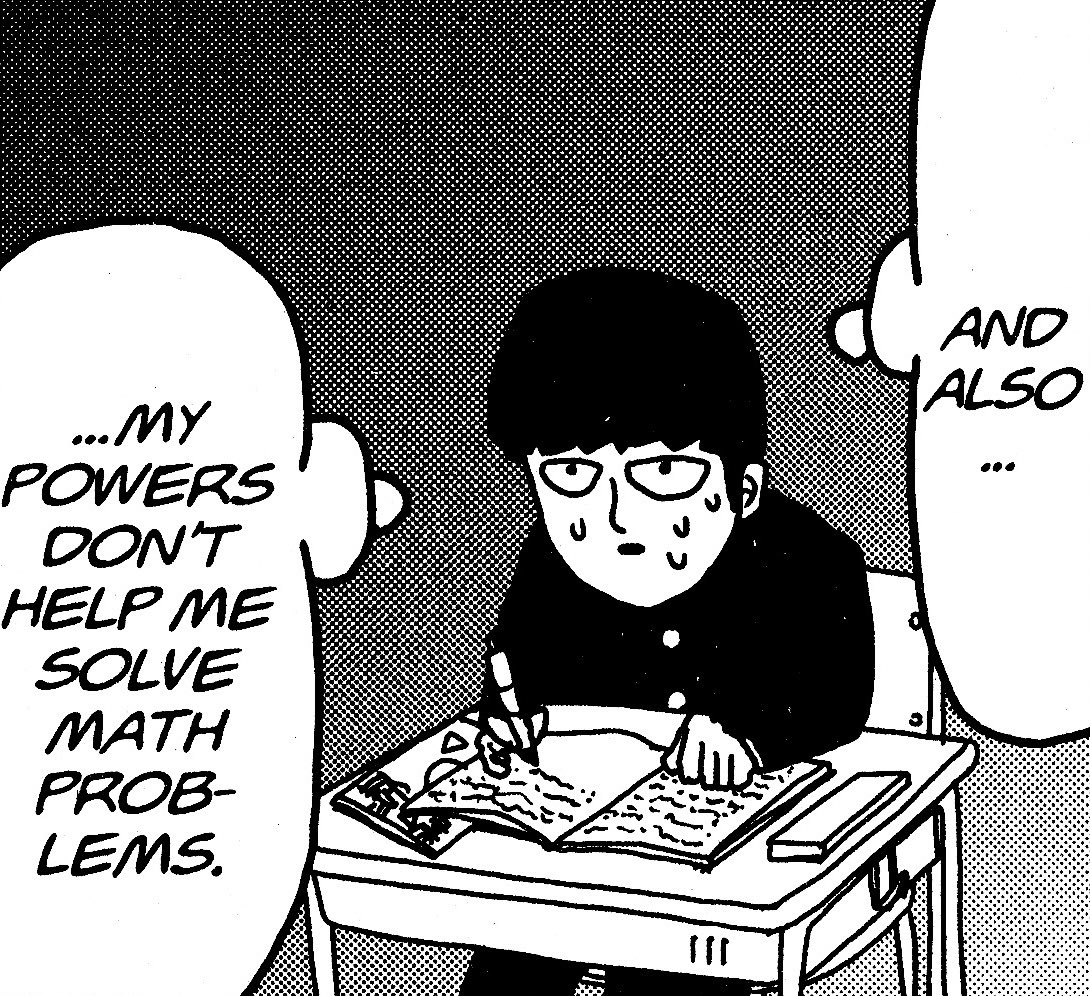 AND
ALSO
...
...MY
POWERS
DON'T
HELP ME
SOLVE
MATH
PROB-
LEMS.